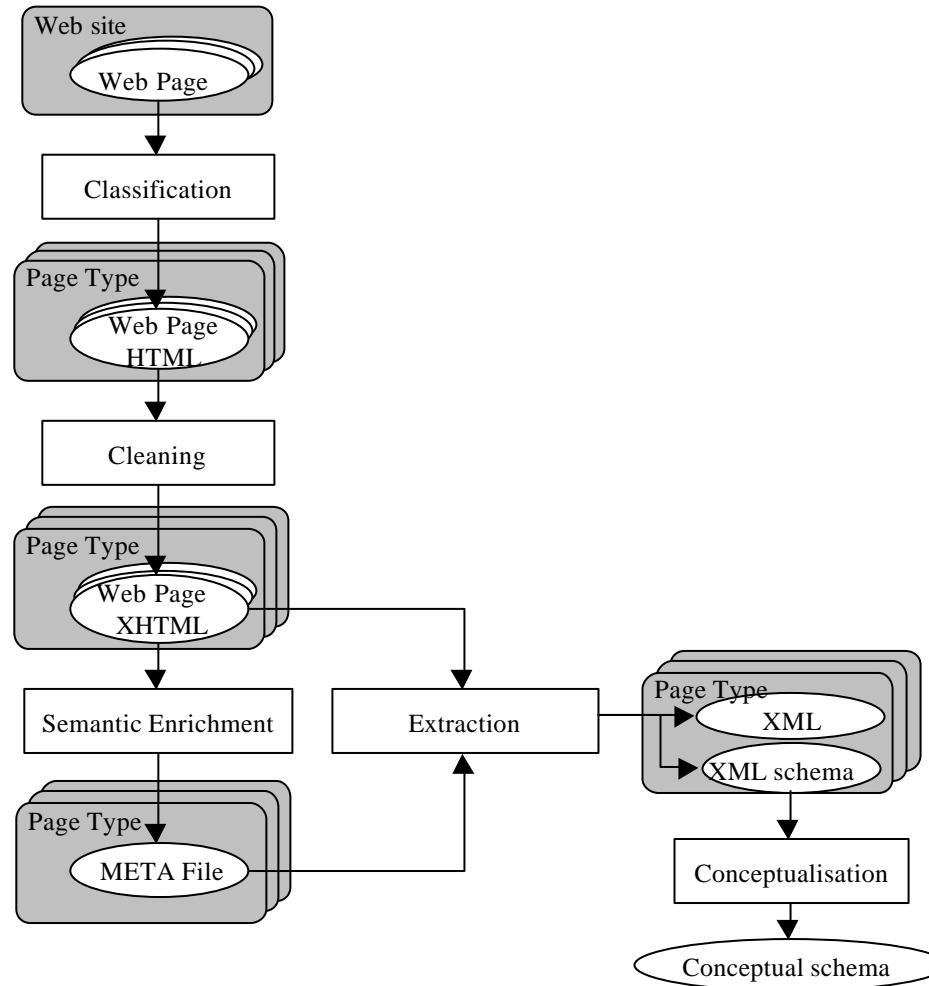 Web site
Web Page
Classification
Page Type
Web Page
HTML
Cleaning
Page Type
Web Page
XHTML
Semantic Enrichment
Extraction
Page Type
XML
XML schema
Page Type
META File
Conceptualisation
Conceptual schema